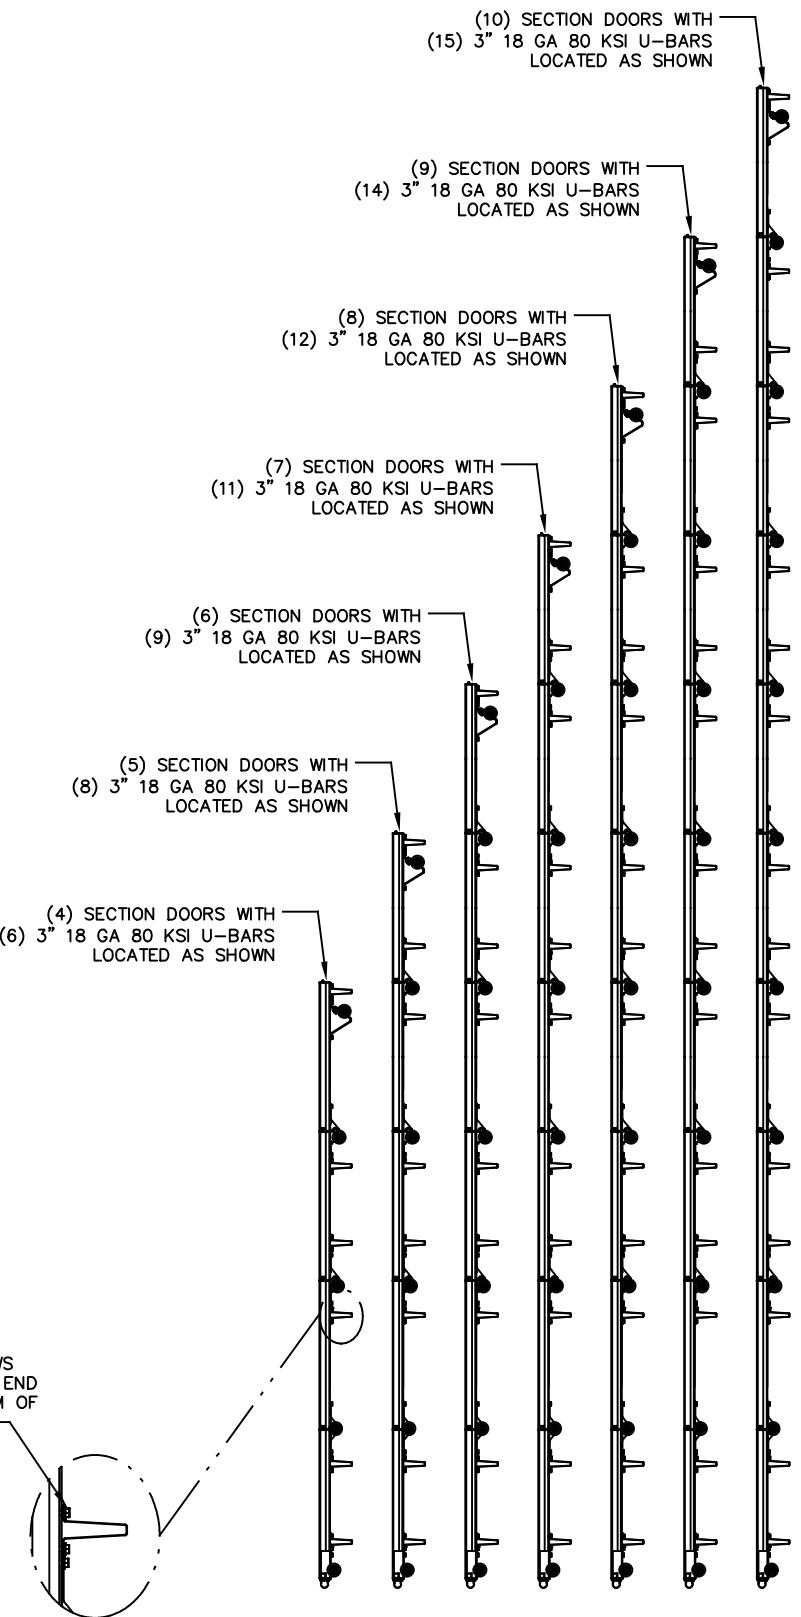 (10) SECTION DOORS WITH
(15) 3" 18 GA 80 KSI U-BARS
LOCATED AS SHOWN
(9) SECTION DOORS WITH
(14) 3" 18 GA 80 KSI U-BARS
LOCATED AS SHOWN
(8) SECTION DOORS WITH
(12) 3" 18 GA 80 KSI U-BARS
LOCATED AS SHOWN
(7) SECTION DOORS WITH
(11) 3" 18 GA 80 KSI U-BARS
LOCATED AS SHOWN
(6) SECTION DOORS WITH
(9) 3" 18 GA 80 KSI U-BARS
LOCATED AS SHOWN
(5) SECTION DOORS WITH
(8) 3" 18 GA 80 KSI U-BARS
LOCATED AS SHOWN
(4) SECTION DOORS WITH
(6) 3" 18 GA 80 KSI U-BARS
LOCATED AS SHOWN
END
OF